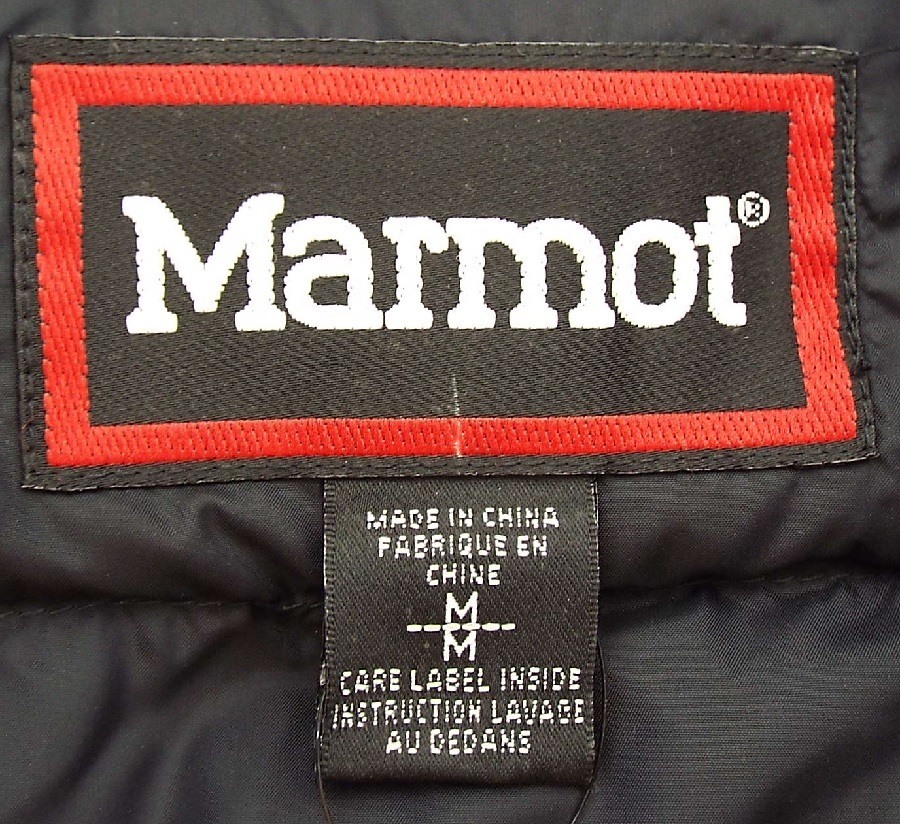 Marmot®
MADE IN CHINA
FABRIQUE EN
CHINE
M
M
CARE LABEL INSIDE
INSTRUCTION LAVAGE
AU DEDANS